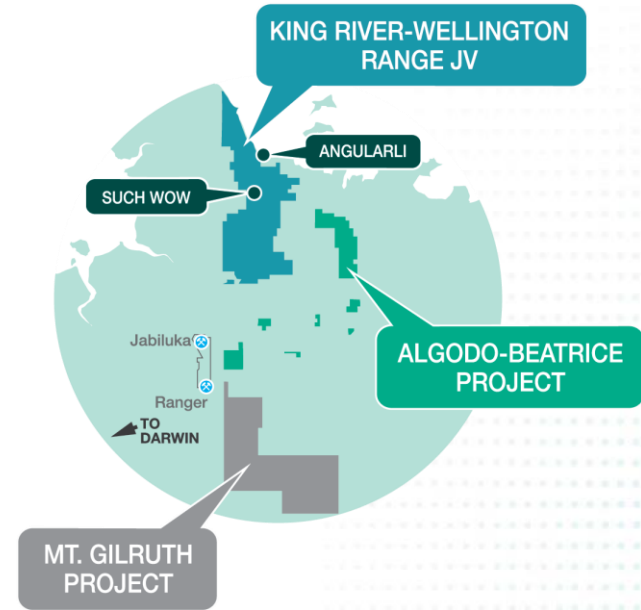 KING RIVER-WELLINGTON
RANGE JV
ANGULARLI
SUCH WOW
Jabiluka
Ranger
TO
DARWIN
ALGODO-BEATRICE
PROJECT
MT. GILRUTH
PROJECT